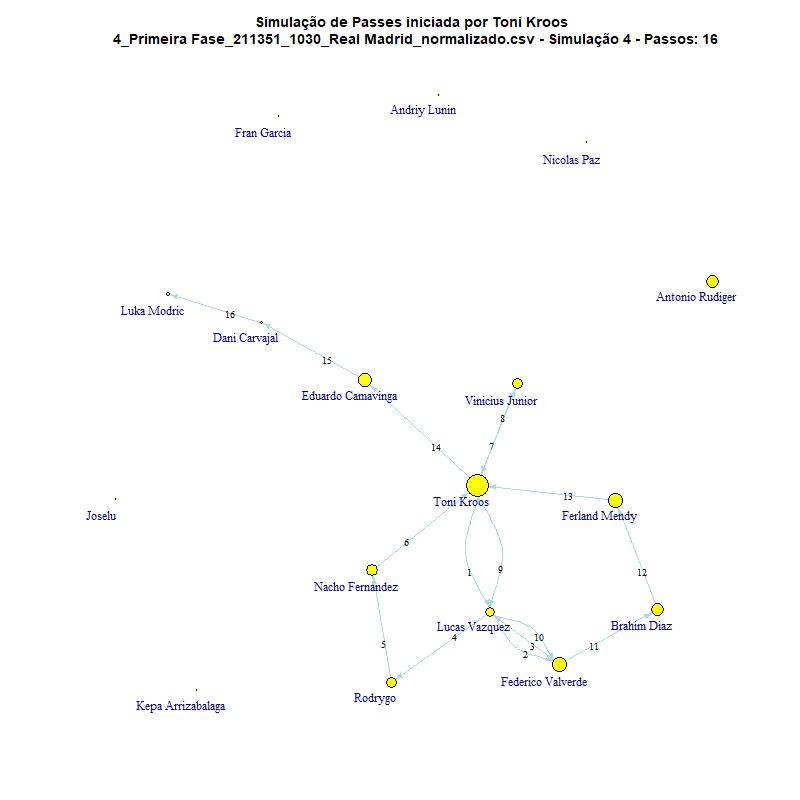 Simulação de Passes iniciada por Toni Kroos
4_Primeira Fase_211351_1030_Real Madrid_normalizado.csv - Simulação 4 - Passos: 16
Andriy Lunin
Fran Garcia
Nicolas Paz
Antonio Rudiger
Luka Modric
16
Dani Carvajal
15
Eduardo Camavinga
Vinicius Junior
8
14
7
Toni Kroos
13
Ferland Mendy
Joselu
6
1
9
12
Nacho Fernandez
Lucas Vazquez
Brahim Diaz
4
10
5
3
11
2
Federico Valverde
Rodrygo
Kepa Arrizabalaga